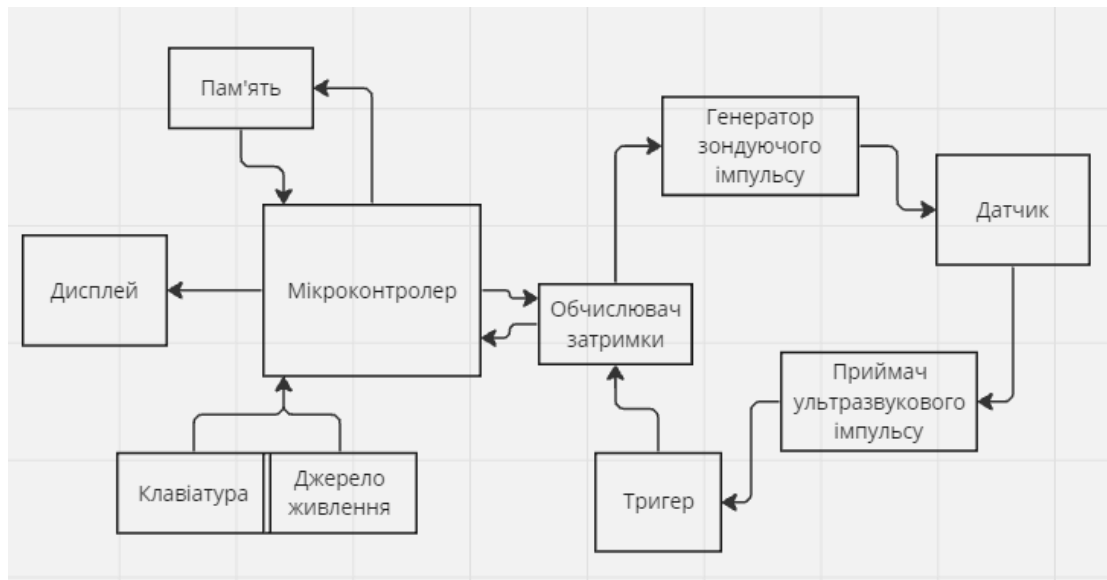 Пам'ять
Генератор
зондуючого
імпульсу
Датчик
Дисплей
Мікроконтролер
Обчислювач
затримки
Приймач
ультразвукового
імпульсу
Клавіатура
Джерело
живлення
Тригер